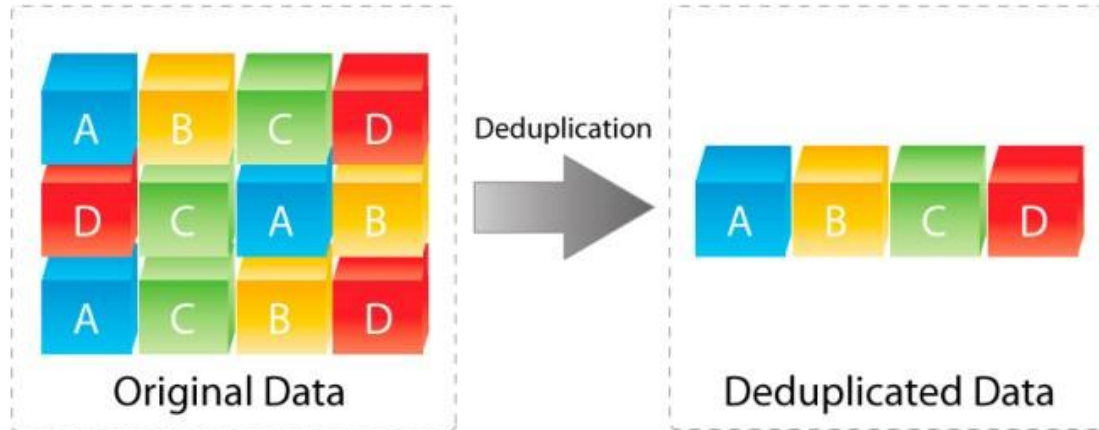 A B C D
D C A B
A C B D
Original Data
Deduplication
A B C D
Deduplicated Data